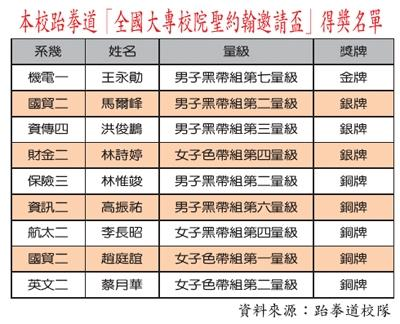 本校跆拳道「全國大專校院聖約翰邀請盃」得獎名單
系幾 姓名 量級 獎牌
機電一 王永勛 男子黑帶組第七量級 金牌
國貿二 馬爾峰 男子黑帶組第二量級 銀牌
資傳四 洪俊鵬 男子黑帶組第三量級 銀牌
財金二 林詩婷 女子色帶組第四量級 銀牌
保險三 林惟竣 男子黑帶組第二量級 銅牌
資訊二 高振祐 男子黑帶組第六量級 銅牌
航太二 李長昭 女子黑帶組第四量級 銅牌
國貿二 趙庭誼 女子色帶組第一量級 銅牌
英文二 蔡月華 女子色帶組第二量級 銅牌
資料來源：跆拳道校隊